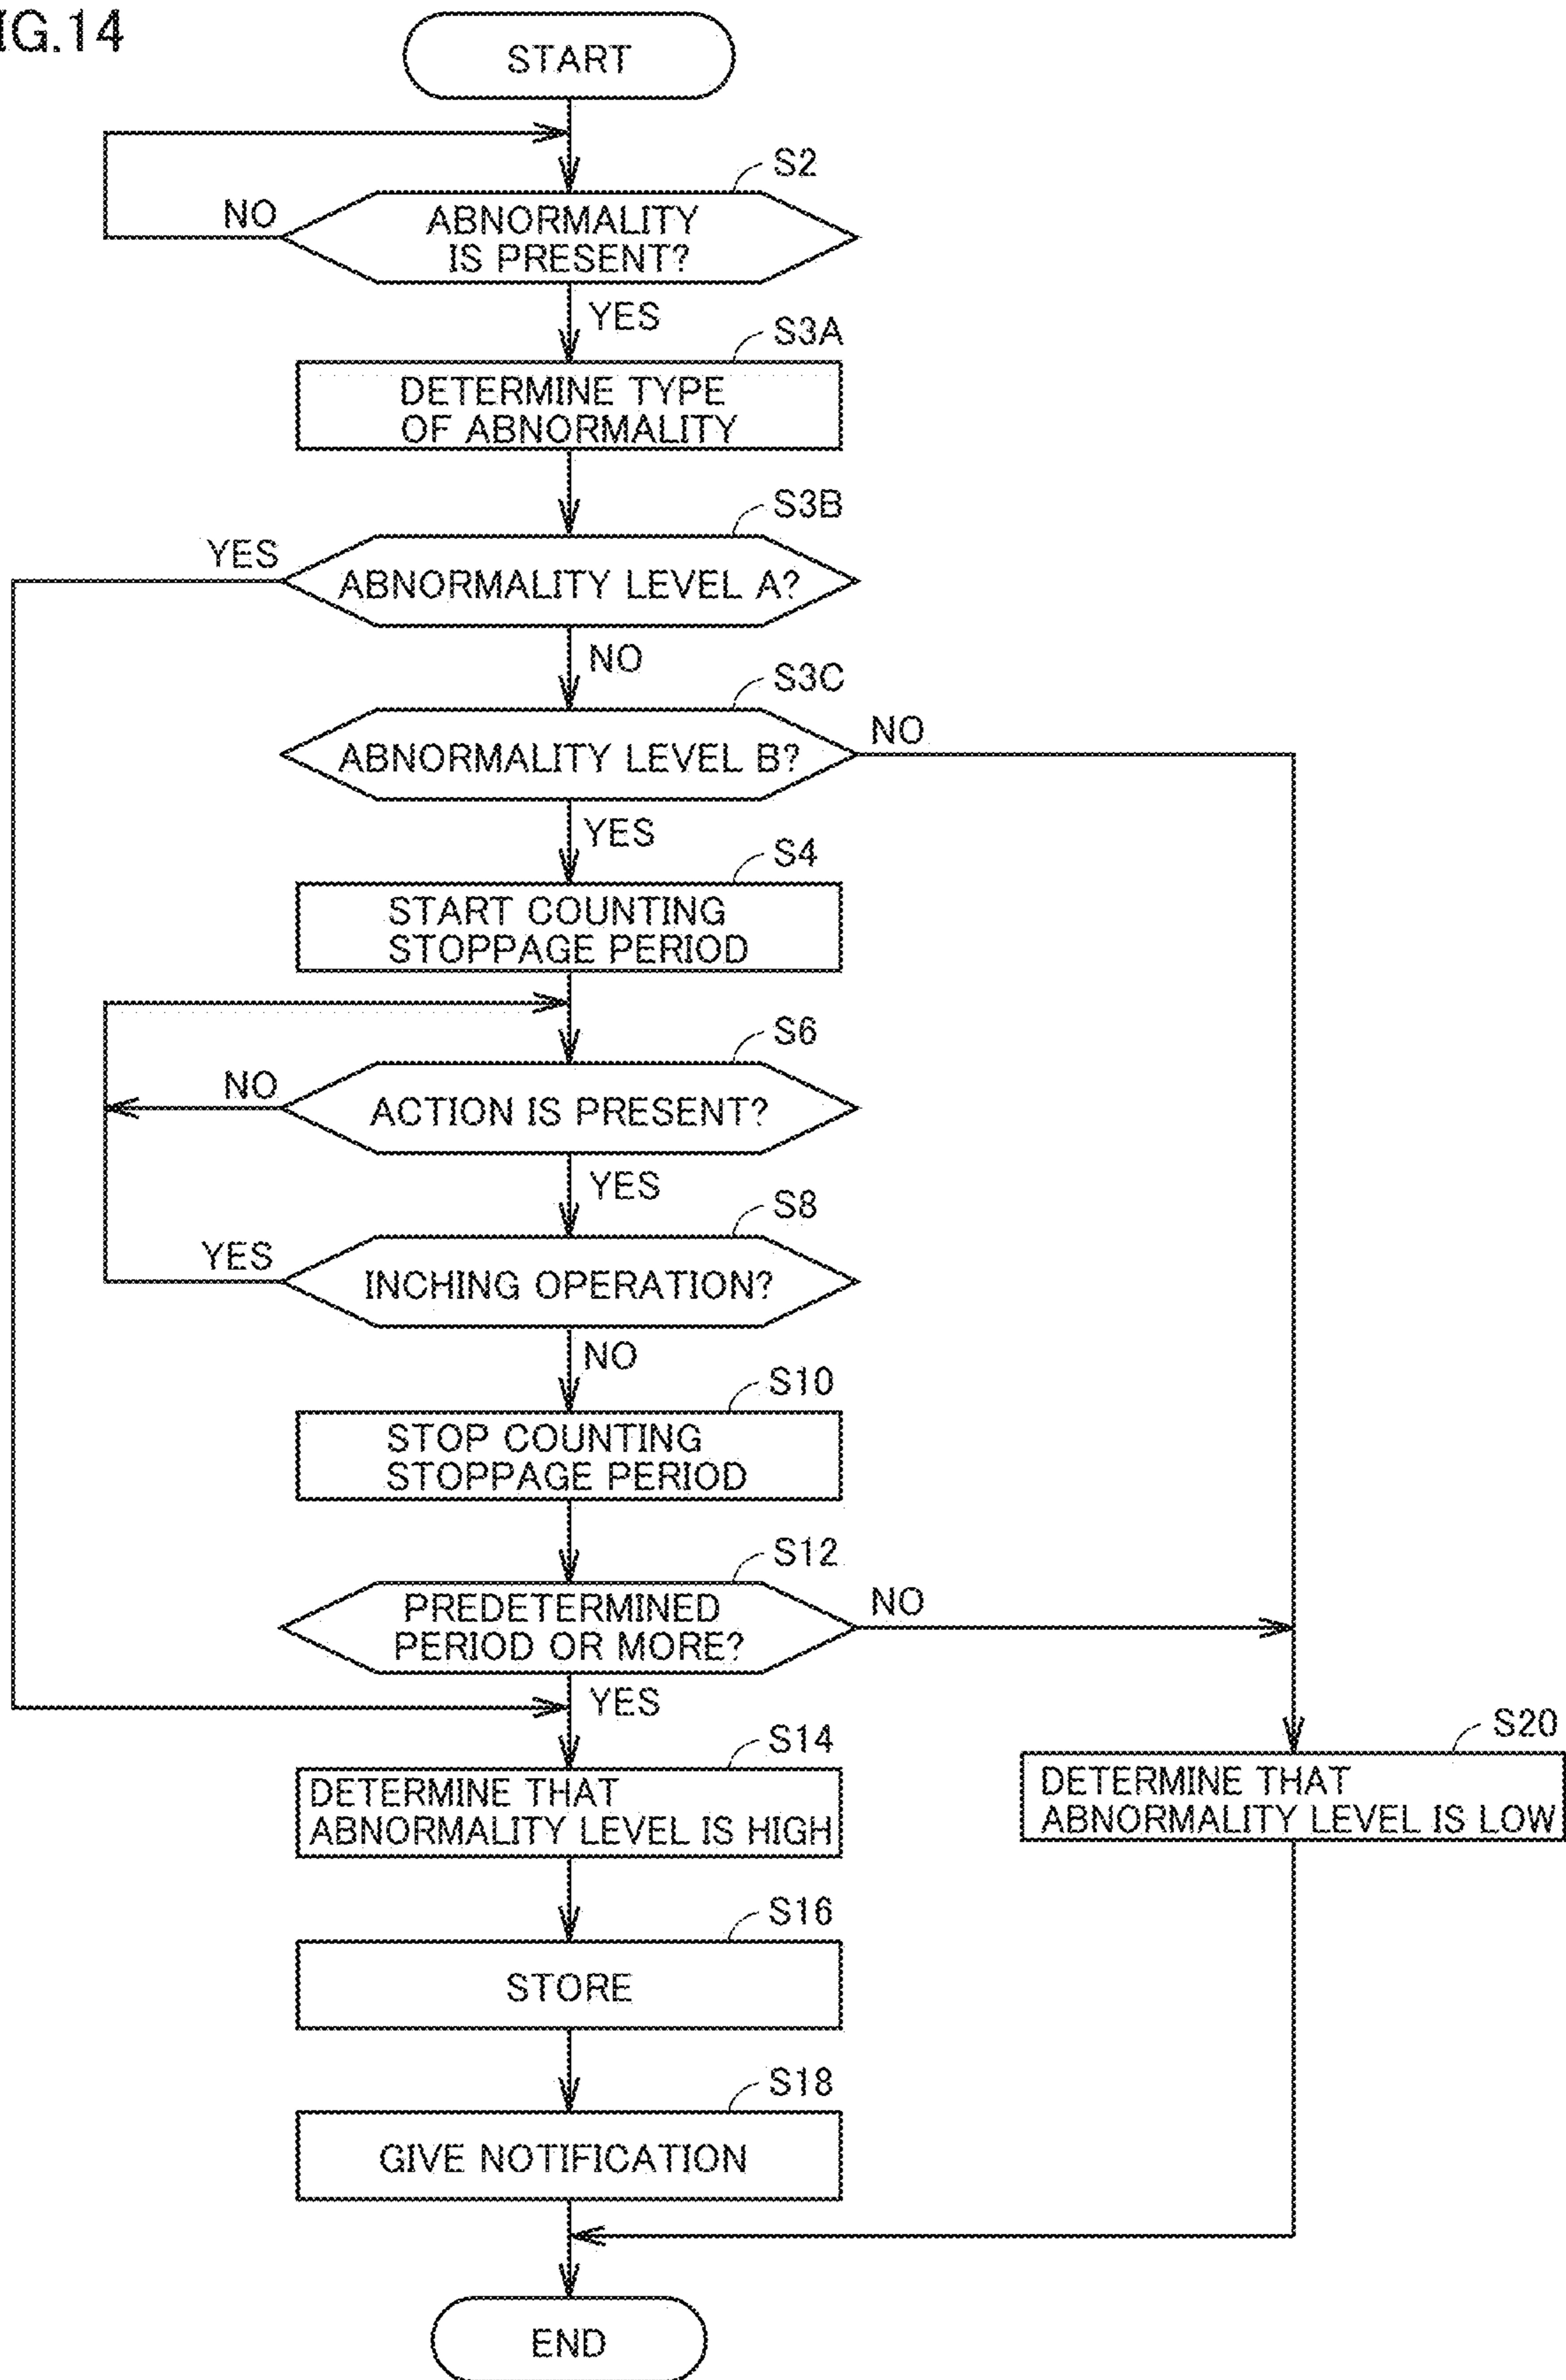 IG.14
START
S2
NO
ABNORMALITY
IS PRESENT?
YES
S3A
DETERMINE TYPE
OF ABNORMALITY
S3B
YES
ABNORMALITY LEVEL A?
NO
S3C
ABNORMALITY LEVEL B?
NO
YES
S4
START COUNTING
STOPPAGE PERIOD
S6
NO
ACTION IS PRESENT?
YES
S8
YES
INCHING OPERATION?
NO
S10
STOP COUNTING
STOPPAGE PERIOD
S12
PREDETERMINED
PERIOD OR MORE?
NO
YES
S14
DETERMINE THAT
ABNORMALITY LEVEL IS HIGH
S20
DETERMINE THAT
ABNORMALITY LEVEL IS LOW
S16
STORE
S18
GIVE NOTIFICATION
END